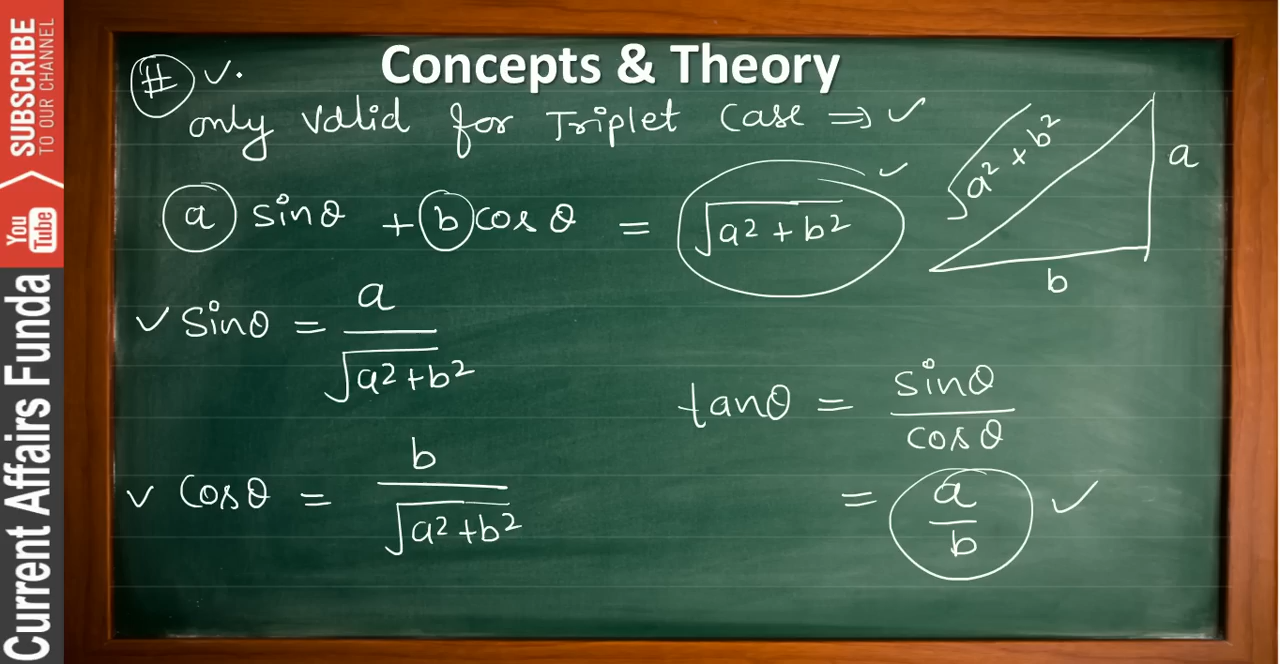 SUBSCRIBE
TO OUR CHANNEL
You
Tube
Current Affairs Funda
Concepts & Theory
# ✓.
only valid for Triplet Case ⇒ ✓
a sinθ + b cosθ = √a² + b² ✓
√a² + b²
a
b
✓ Sinθ = a/√a²+b²
tanθ = sinθ/cosθ
✓ Cosθ = b/√a²+b²
= a/b ✓